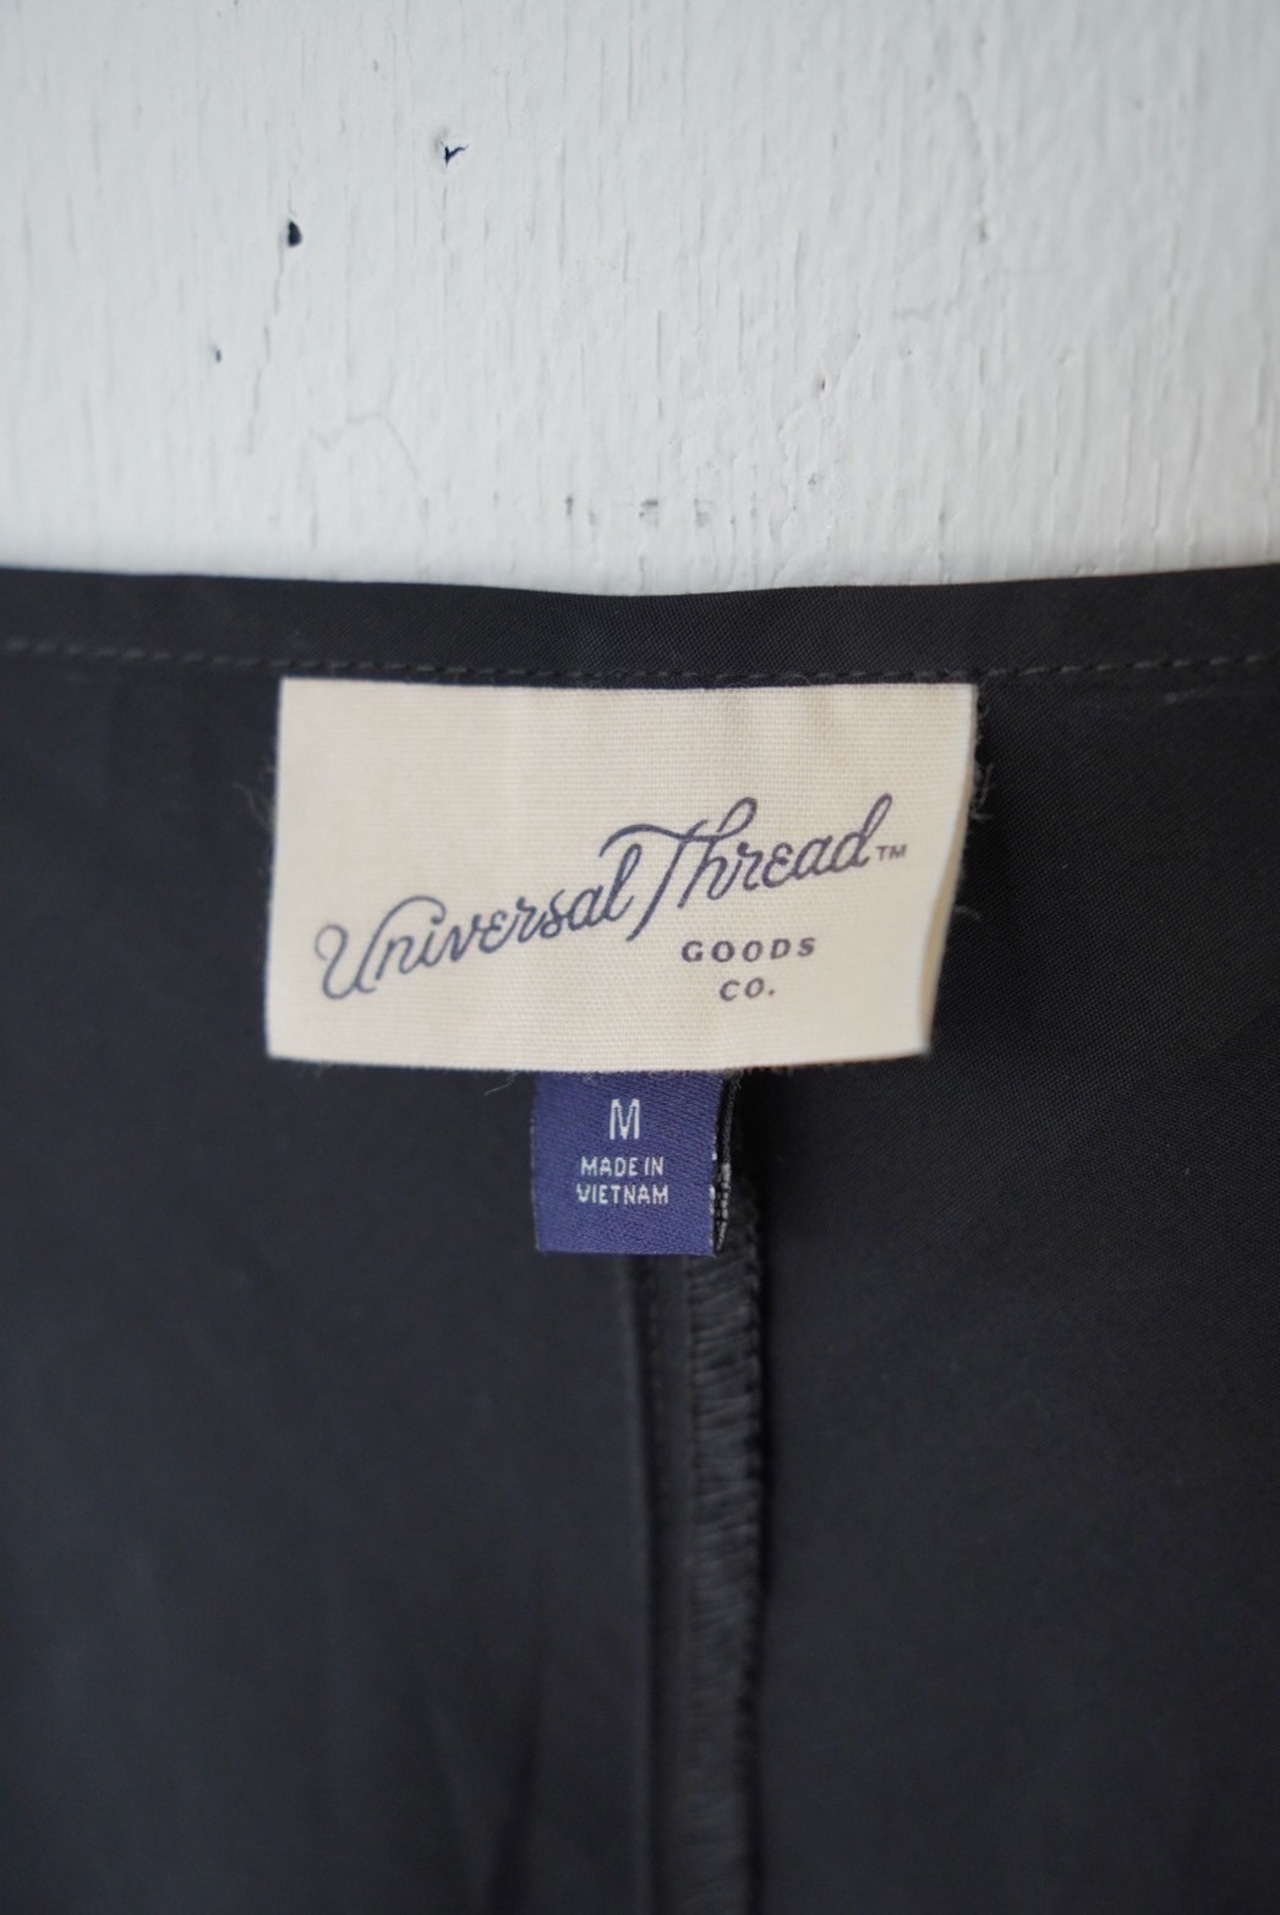 Universal Thread™
GOODS
CO.
M
MADE IN
VIETNAM